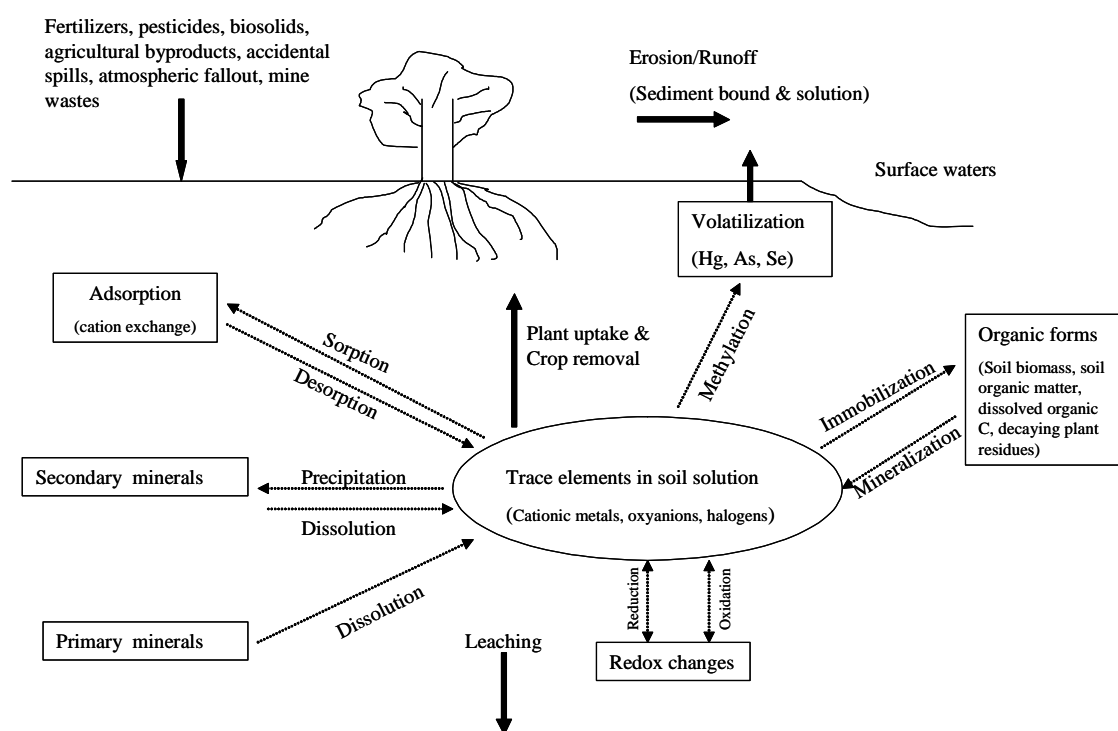 Fertilizers, pesticides, biosolids,
agricultural byproducts, accidental
spills, atmospheric fallout, mine
wastes
Erosion/Runoff
(Sediment bound & solution)
Surface waters
Volatilization
(Hg, As, Se)
Adsorption
(cation exchange)
Sorption
Desorption
Plant uptake &
Crop removal
Methylation
Organic forms
(Soil biomass, soil
organic matter,
dissolved organic
C, decaying plant
residues)
Immobilization
Mineralization
Secondary minerals
Precipitation
Dissolution
Trace elements in soil solution
(Cationic metals, oxyanions, halogens)
Primary minerals
Dissolution
Leaching
Reduction
Oxidation
Redox changes